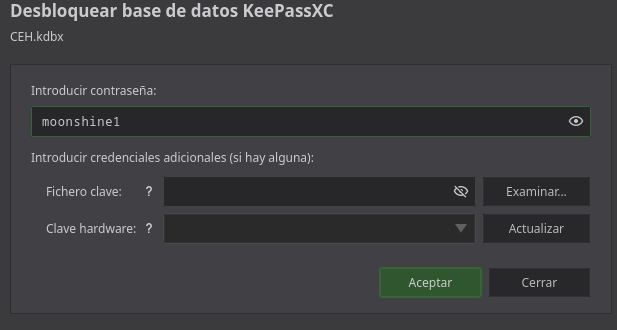 Desbloquear base de datos KeePassXC
CEH.kdbx
Introducir contraseña:
moonshine1
Introducir credenciales adicionales (si hay alguna):
Fichero clave: ? Examinar...
Clave hardware: ? Actualizar
Aceptar Cerrar